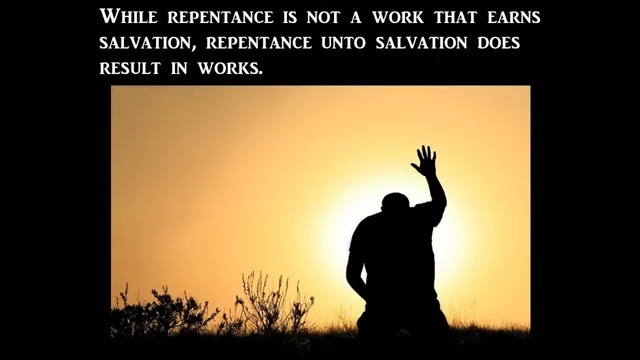 While repentance is not a work that earns
salvation, repentance unto salvation does
result in works.